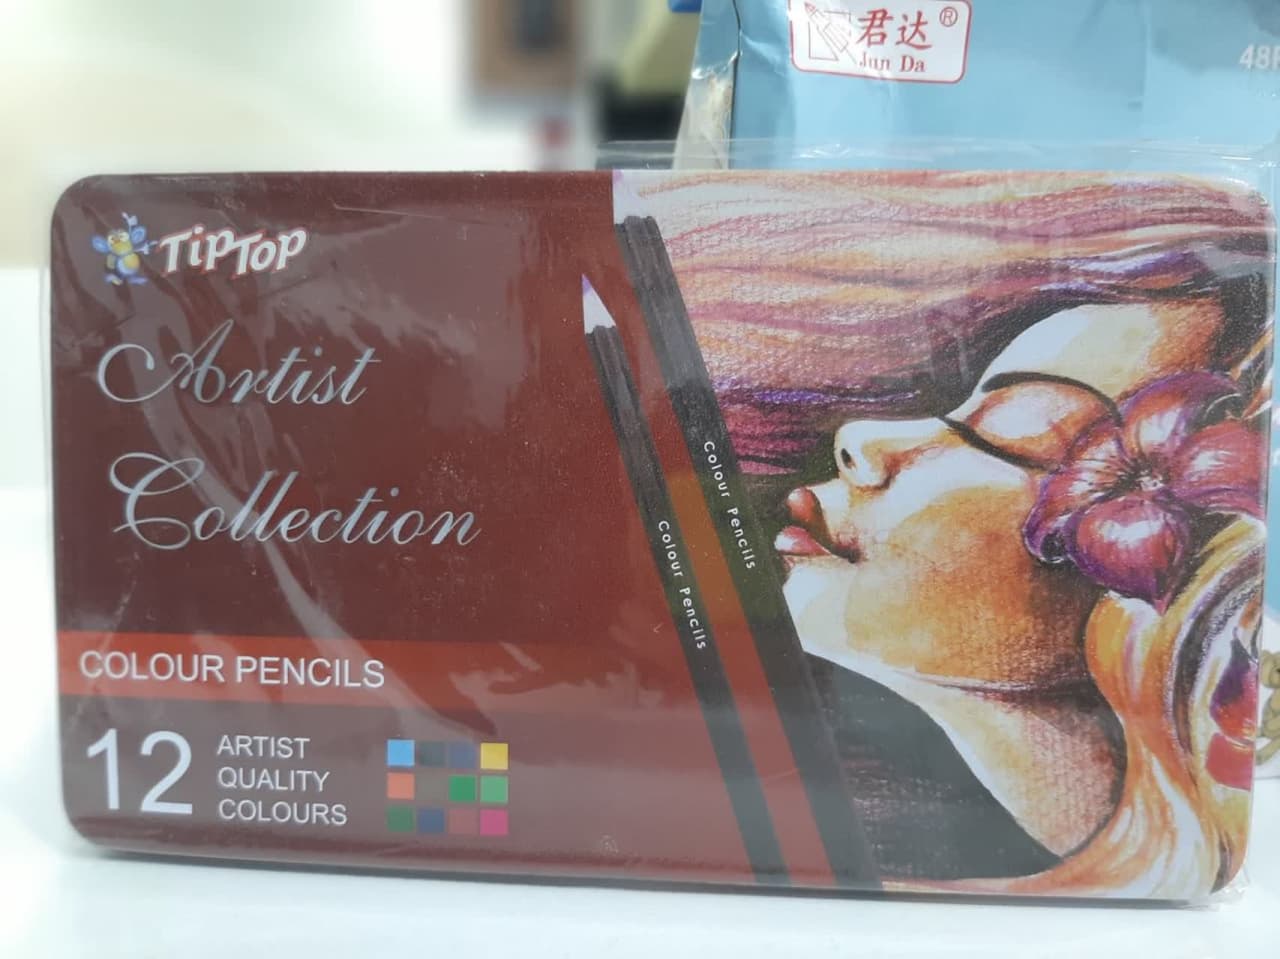 君达®
Jun Da
TipTop
Artist
Collection
Colour Pencils
Colour Pencils
COLOUR PENCILS
12
ARTIST
QUALITY
COLOURS